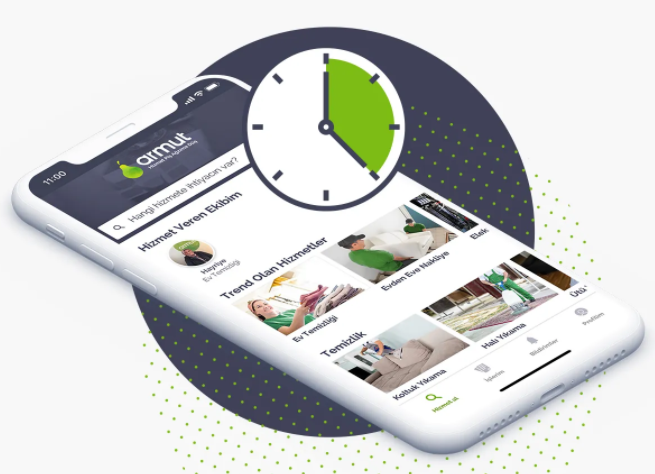 11:00
armut
Hangi hizmete ihtiyacın var?
Hizmet Veren Ekibim
Hayriye
Ev Temizliği
Trend Olan Hizmetler
Ev Temizliği
Evden Eve Nakliye
Elek
Temizlik
Koltuk Yıkama
Halı Yıkama
Ütü
Hizmet al
İşlerim
Bildirimler
Profilim